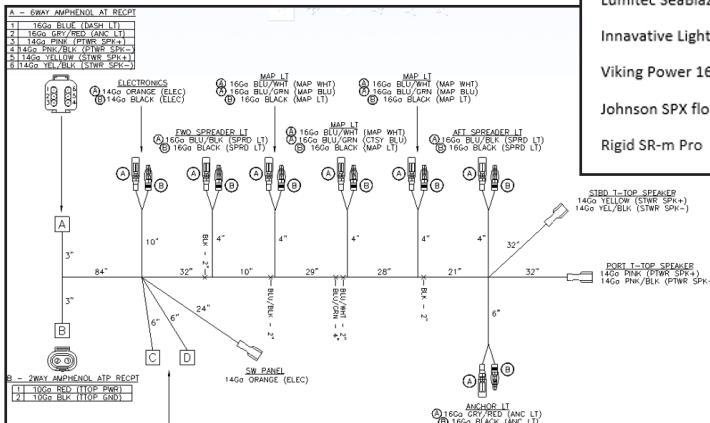 A - 6WAY AMPHENOL AT RECPT
1 16Ga BLUE (DASH LT)
2 16Ga GRY/RED (ANC LT)
3 14Ga PINK (PTWR SPK+)
4 14Ga PNK/BLK (PTWR SPK-)
5 14Ga YELLOW (STWR SPK+)
6 14Ga YEL/BLK (STWR SPK-)
Innavative Light
Viking Power 16
Johnson SPX flo
Rigid SR-m Pro
ELECTRONICS
A 14Ga ORANGE (ELEC)
B 14Ga BLACK (ELEC)
MAP LT
A 16Ga BLU/WHT (MAP WHT)
A 16Ga BLU/GRN (MAP BLU)
B 16Ga BLACK (MAP LT)
MAP LT
A 16Ga BLU/WHT (MAP WHT)
A 16Ga BLU/GRN (MAP BLU)
B 16Ga BLACK (MAP LT)
FWD SPREADER LT
A 16Ga BLU/BLK (SPRD LT)
B 16Ga BLACK (SPRD LT)
MAP LT
A 16Ga BLU/WHT (MAP WHT)
A 16Ga BLU/GRN (CTSY BLU)
B 16Ga BLACK (MAP LT)
AFT SPREADER LT
A 16Ga BLU/BLK (SPRD LT)
B 16Ga BLACK (SPRD LT)
A B A B A B A B A B
STBD T-TOP SPEAKER
14Ga YELLOW (STWR SPK+)
14Ga YEL/BLK (STWR SPK-)
A
3"
10"
BLK - 2"
4"
4"
4"
4"
4"
32"
84"
32"
10"
29"
28"
21"
32"
PORT T-TOP SPEAKER
14Ga PINK (PTWR SPK+)
14Ga PNK/BLK (PTWR SPK-
3"
B
6"
6"
24"
BLU/BLK - 2"
BLU/WHT - 2"
BLU/GRN - 4"
BLK - 2"
6"
C
D
SW PANEL
14Ga ORANGE (ELEC)
B - 2WAY AMPHENOL ATP RECPT
1 10Ga RED (TTOP PWR)
2 10Ga BLK (TTOP GND)
A B
ANCHOR LT
A 16Ga GRY/RED (ANC LT)
B 16Ga BLACK (ANC LT)